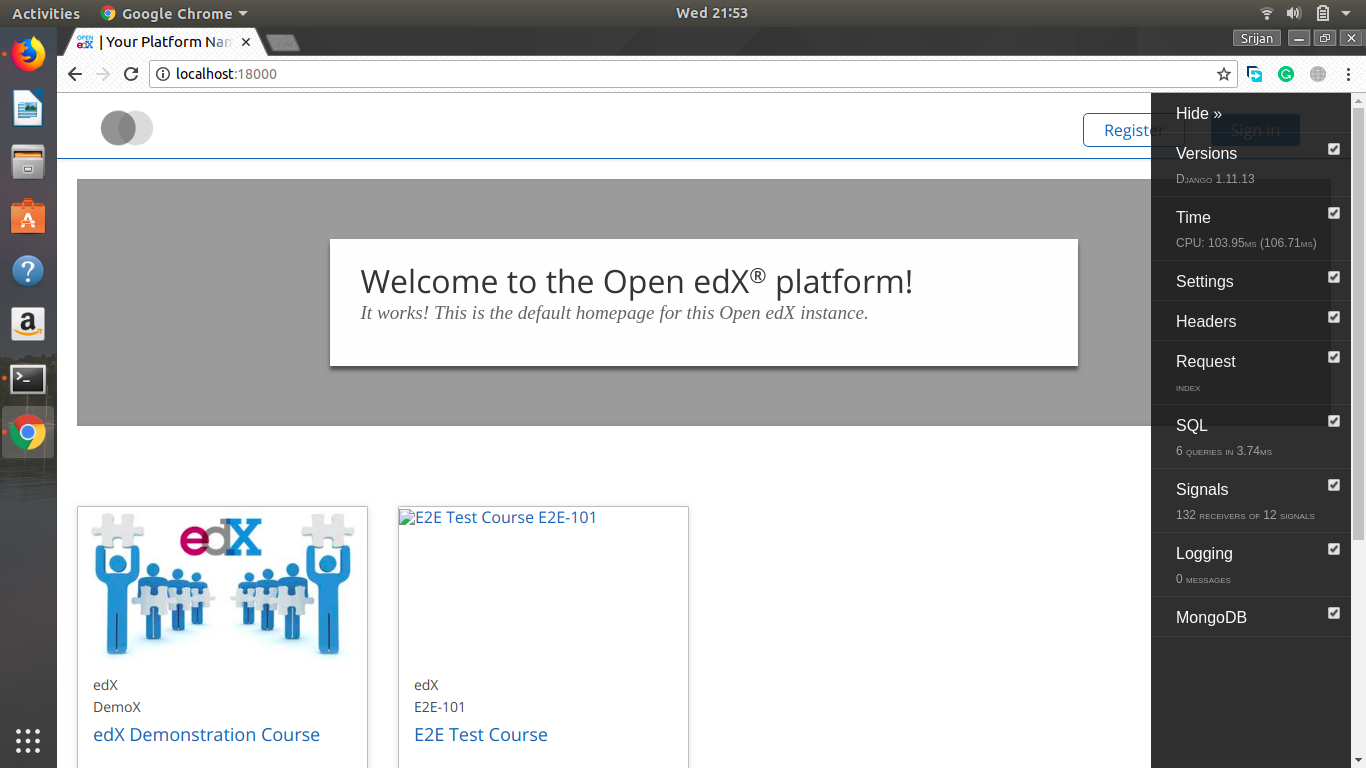 Activities Google Chrome Wed 21:53
OPEN edX | Your Platform Nan
Srijan
localhost:18000
Register Sign in
Welcome to the Open edX® platform!
It works! This is the default homepage for this Open edX instance.
edX
edX
DemoX
edX Demonstration Course
E2E Test Course E2E-101
edX
E2E-101
E2E Test Course
Hide »
Versions
Django 1.11.13
Time
CPU: 103.95ms (106.71ms)
Settings
Headers
Request
index
SQL
6 queries in 3.74ms
Signals
132 receivers of 12 signals
Logging
0 messages
MongoDB